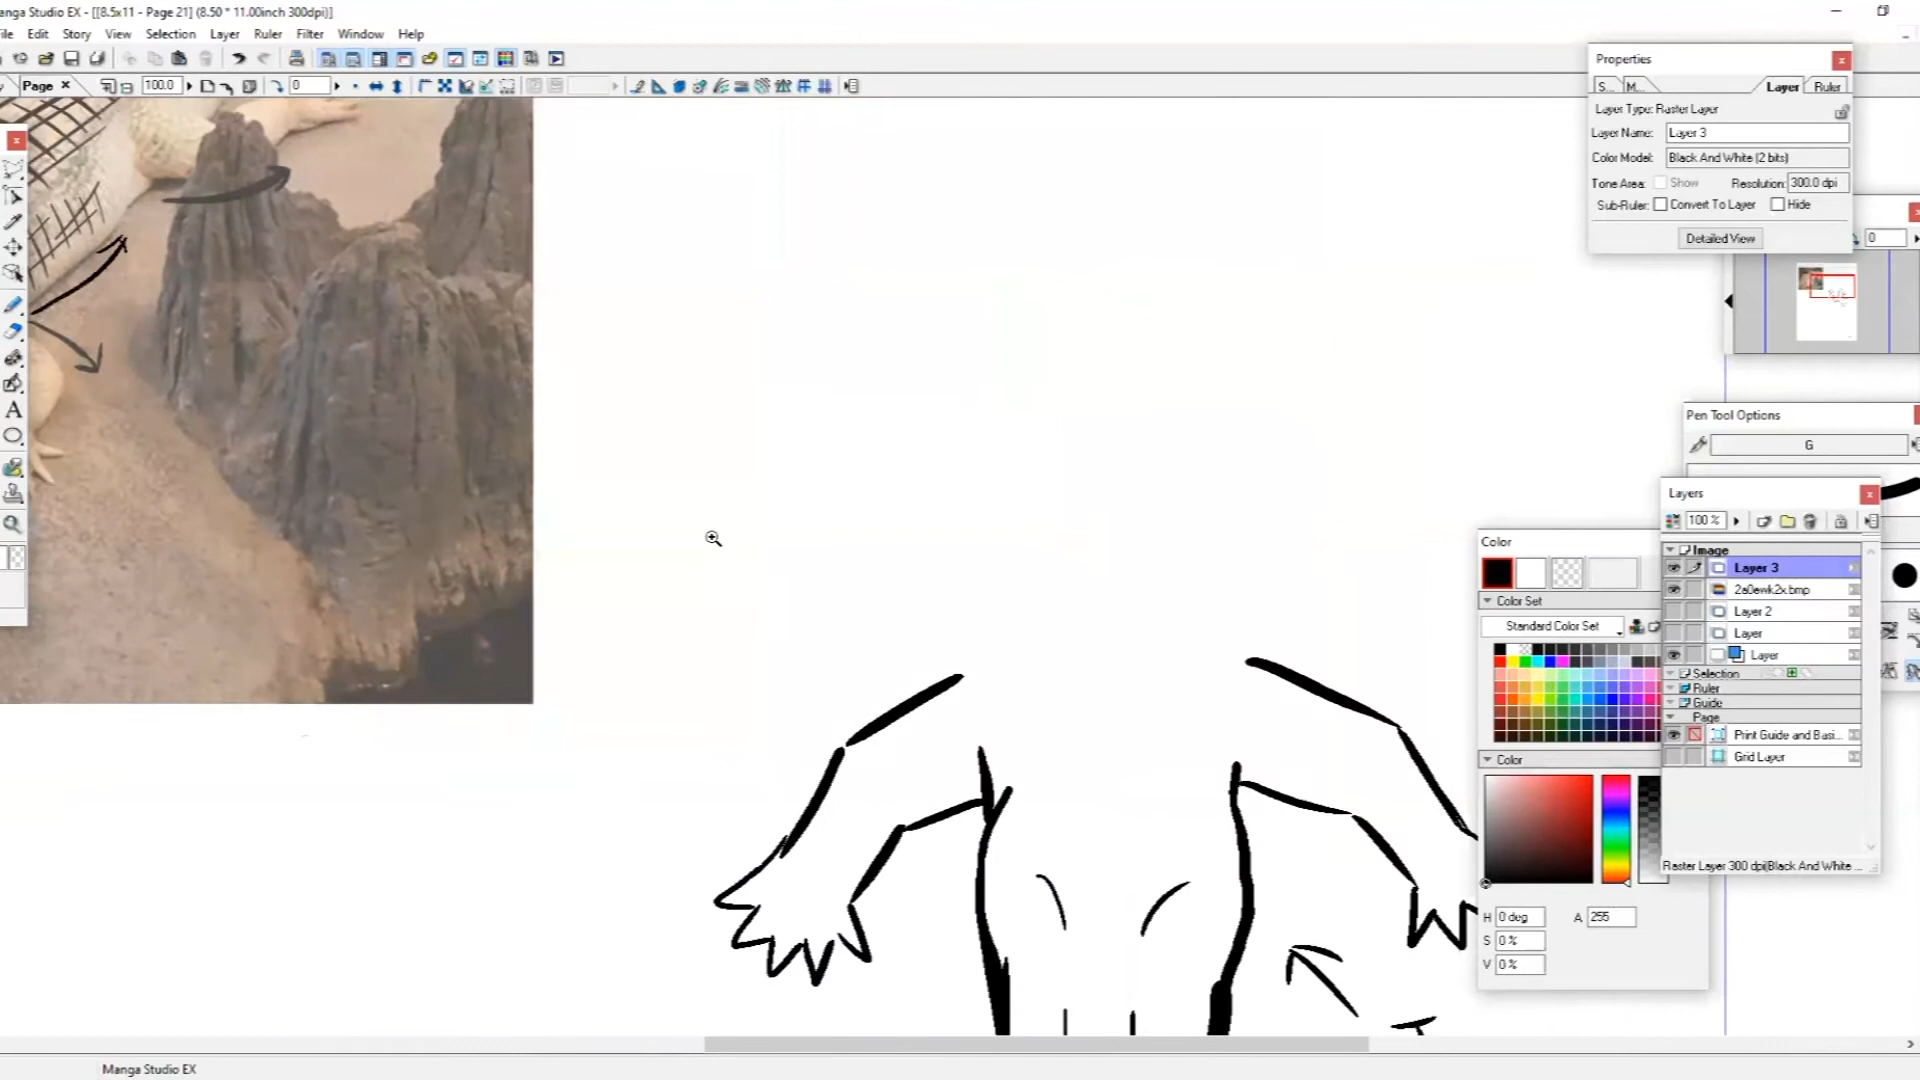 anga Studio EX - [[8.5x11 - Page 21] (8.50 * 11.00inch 300dpi)]
ile Edit Story View Selection Layer Ruler Filter Window Help
Page 100.0 0
Properties
S... M... Layer Ruler
Layer Type: Raster Layer
Layer Name: Layer 3
Color Model: Black And White (2 bits)
Tone Area: Show Resolution: 300.0 dpi
Sub-Ruler: Convert To Layer Hide
Detailed View
0
Pen Tool Options
G
Layers
100 %
Image
Layer 3
2a0ewk2x.bmp
Layer 2
Layer
Layer
Selection
Ruler
Guide
Page
Print Guide and Basi...
Grid Layer
Raster Layer 300 dpi(Black And White ...
Color
Color Set
Standard Color Set
Color
H 0 deg A 255
S 0 %
V 0 %
A
Manga Studio EX